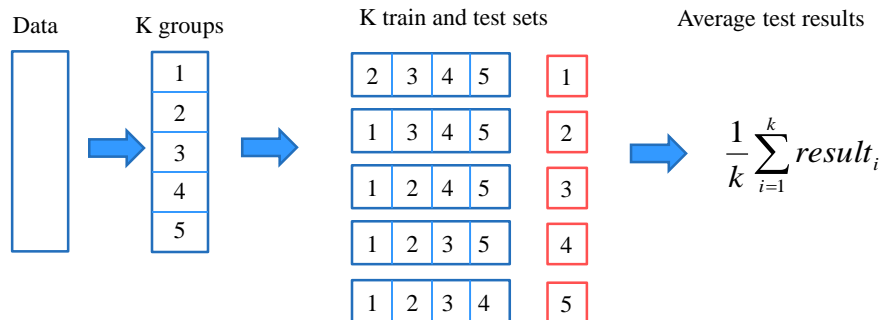 Data
K groups
K train and test sets
Average test results
1
2
3
4
5
2 3 4 5 1
1 3 4 5 2
1 2 4 5 3
1 2 3 5 4
1 2 3 4 5
\frac{1}{k} \sum_{i=1}^{k} result_i